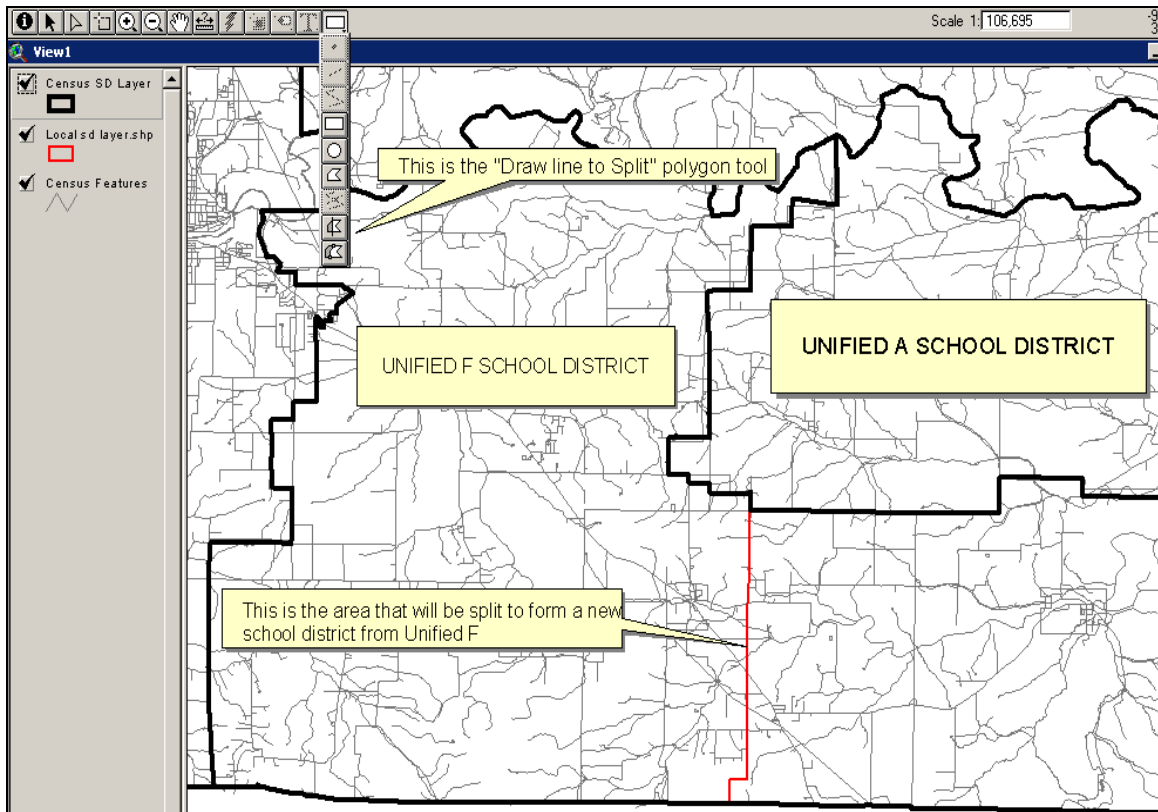 Scale 1: 106,695
View1
Census SD Layer
Local sd layer.shp
Census Features
This is the "Draw line to Split" polygon tool
UNIFIED F SCHOOL DISTRICT
UNIFIED A SCHOOL DISTRICT
This is the area that will be split to form a new
school district from Unified F